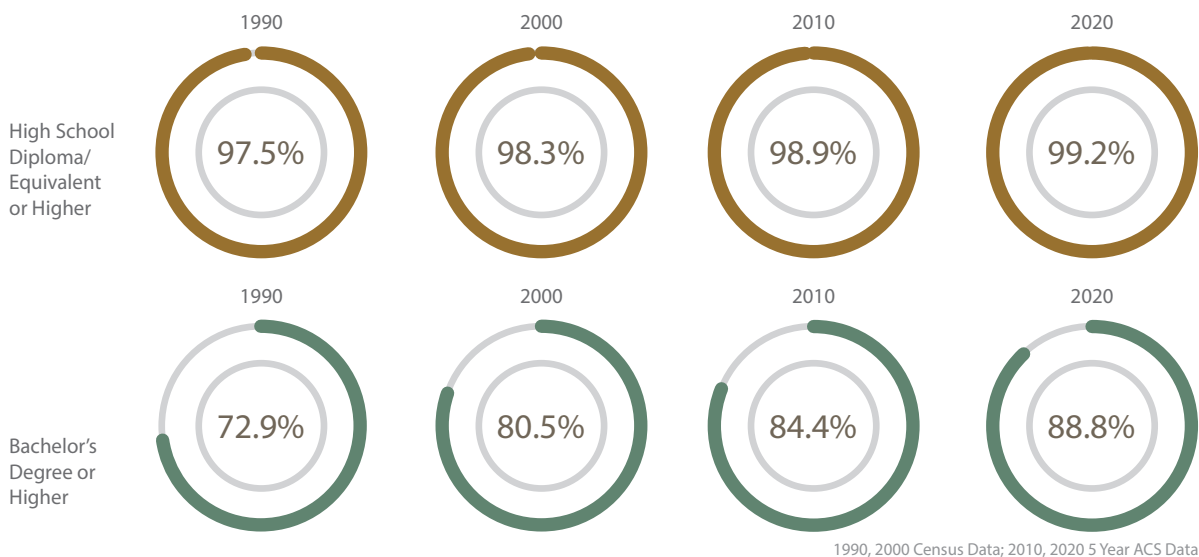 1990
2000
2010
2020
High School
Diploma/
Equivalent
or Higher
97.5%
98.3%
98.9%
99.2%
1990
2000
2010
2020
Bachelor’s
Degree or
Higher
72.9%
80.5%
84.4%
88.8%
1990, 2000 Census Data; 2010, 2020 5 Year ACS Data